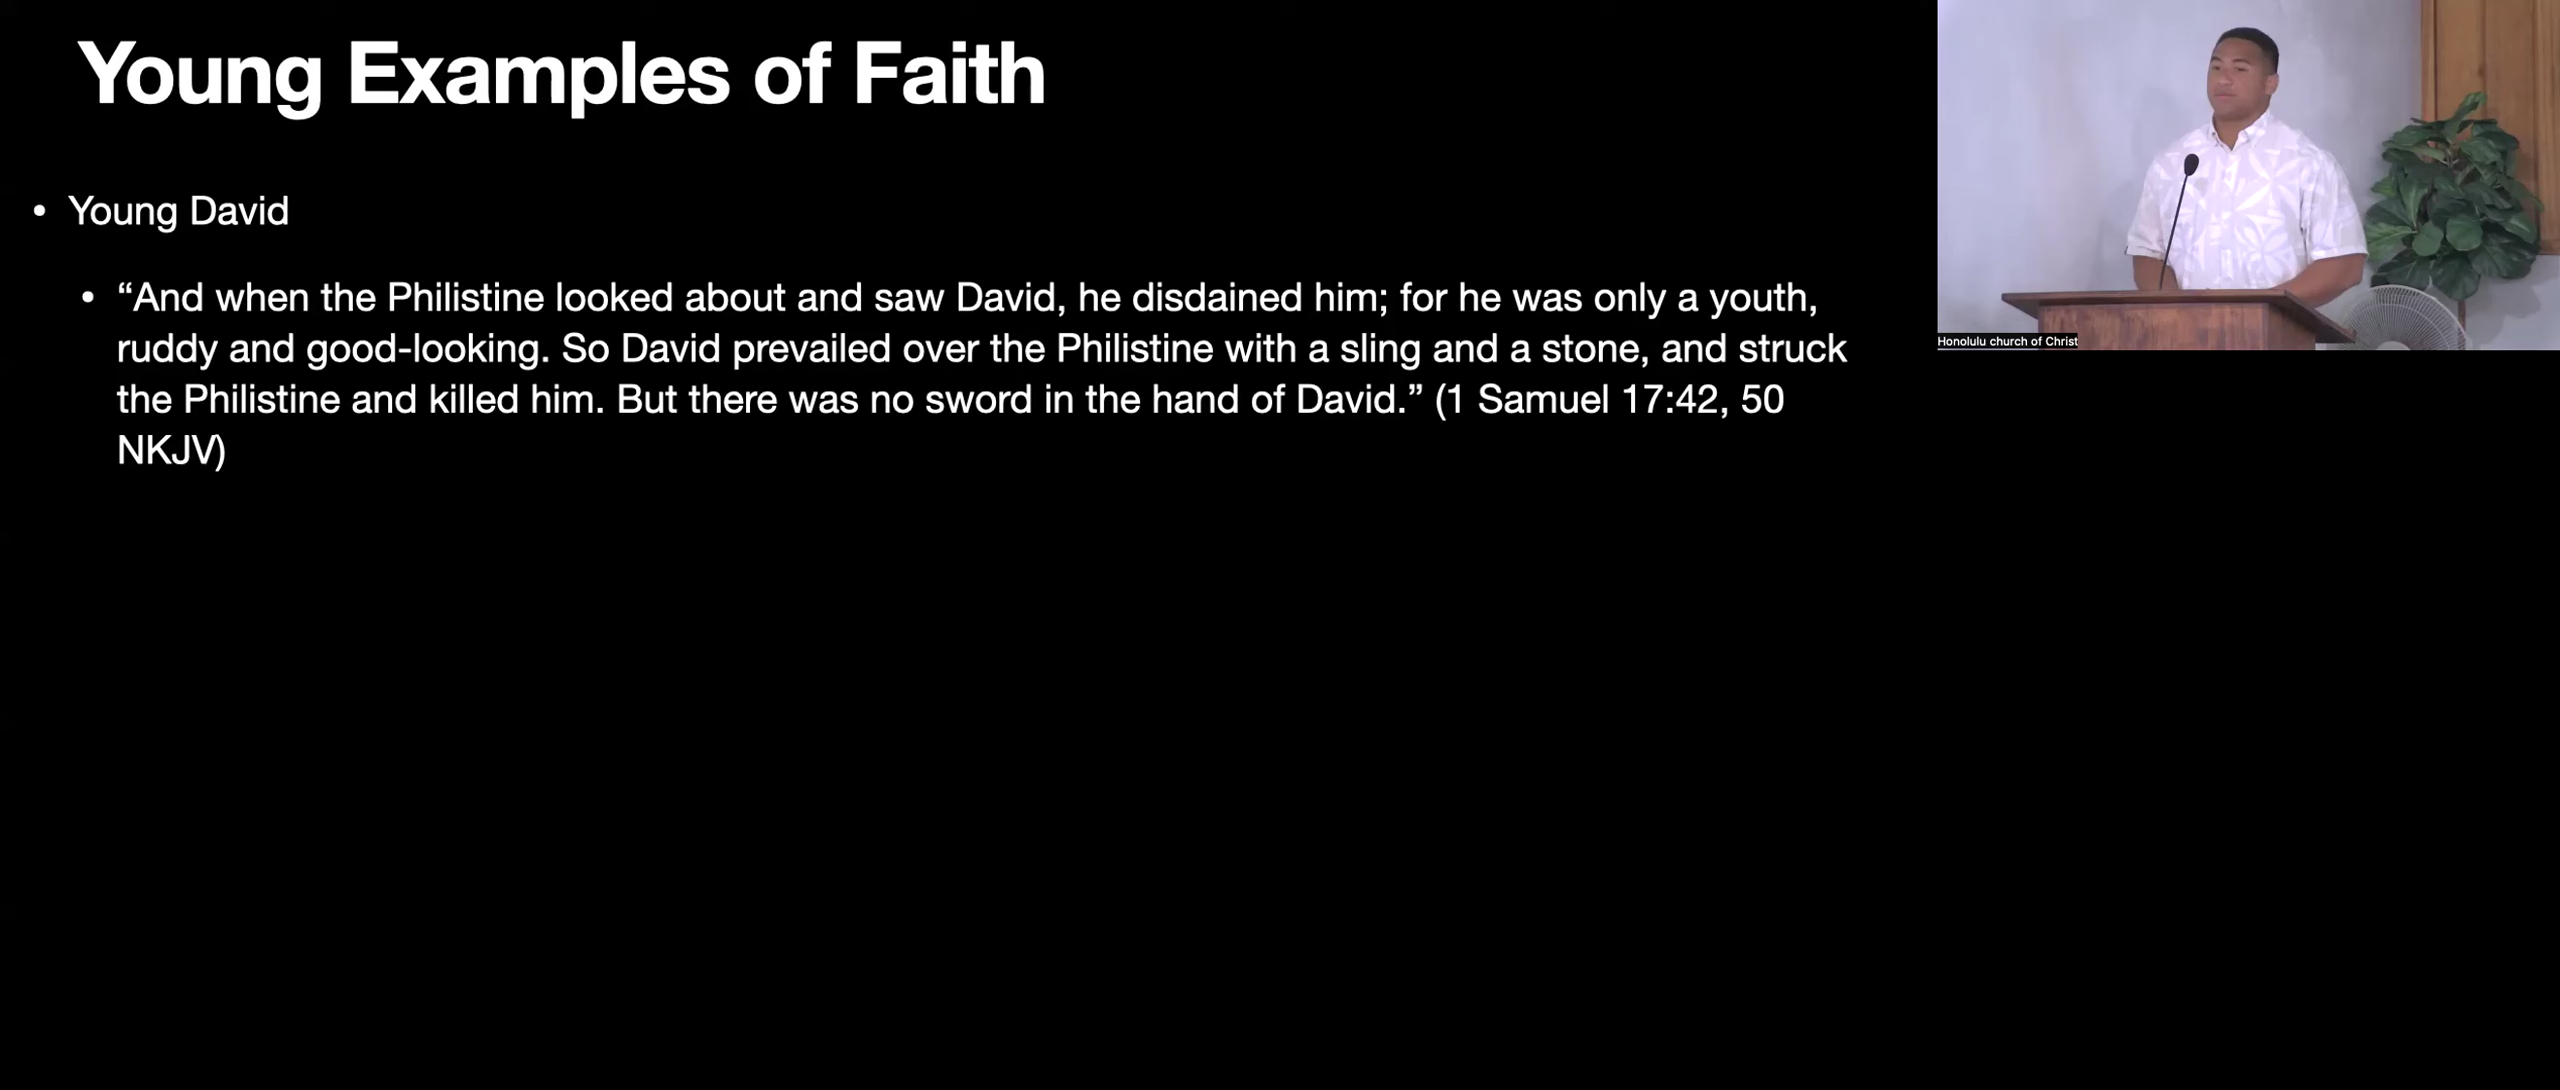 Young Examples of Faith
• Young David
• “And when the Philistine looked about and saw David, he disdained him; for he was only a youth,
ruddy and good-looking. So David prevailed over the Philistine with a sling and a stone, and struck
the Philistine and killed him. But there was no sword in the hand of David.” (1 Samuel 17:42, 50
NKJV)
Honolulu church of Christ